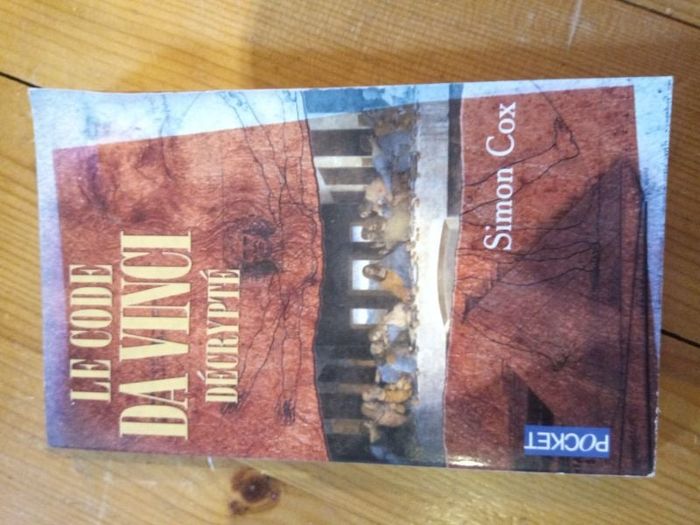 LE CODE
DA VINCI
DÉCRYPTÉ
Simon Cox
POCKET